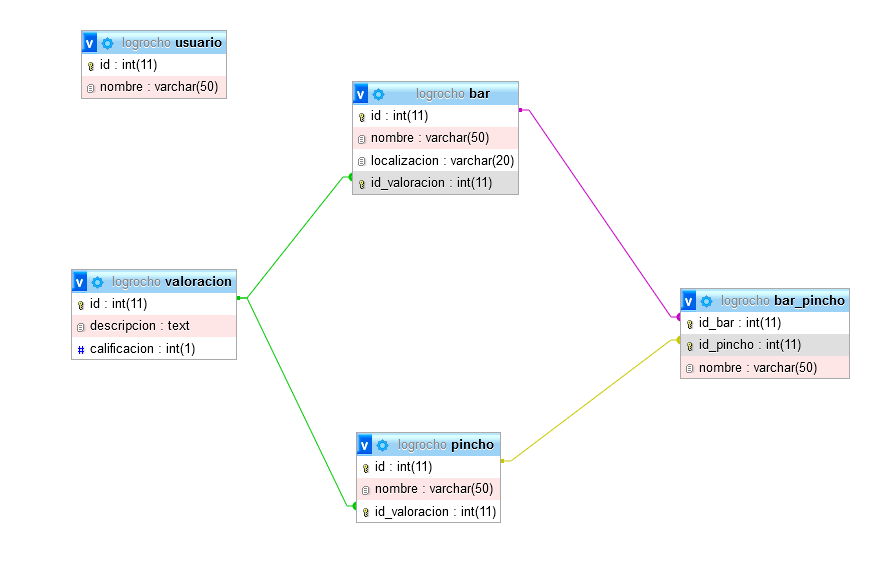 v logrocho usuario
id : int(11)
nombre : varchar(50)
v logrocho bar
id : int(11)
nombre : varchar(50)
localizacion : varchar(20)
id_valoracion : int(11)
v logrocho valoracion
id : int(11)
descripcion : text
# calificacion : int(1)
v logrocho bar_pincho
id_bar : int(11)
id_pincho : int(11)
nombre : varchar(50)
v logrocho pincho
id : int(11)
nombre : varchar(50)
id_valoracion : int(11)